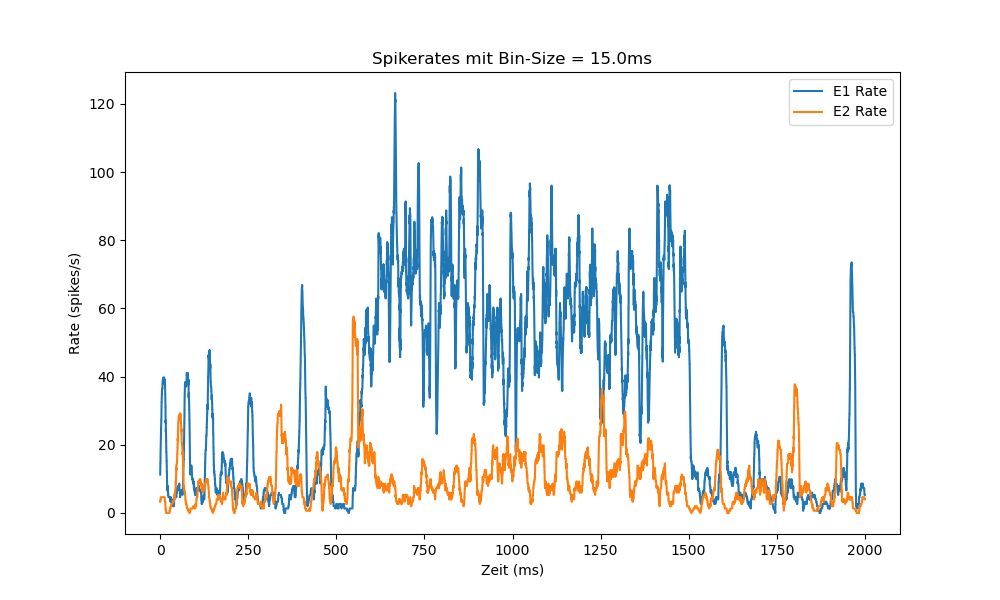 Spikerates mit Bin-Size = 15.0ms
E1 Rate
E2 Rate
Rate (spikes/s)
120
100
80
60
40
20
0
0 250 500 750 1000 1250 1500 1750 2000
Zeit (ms)